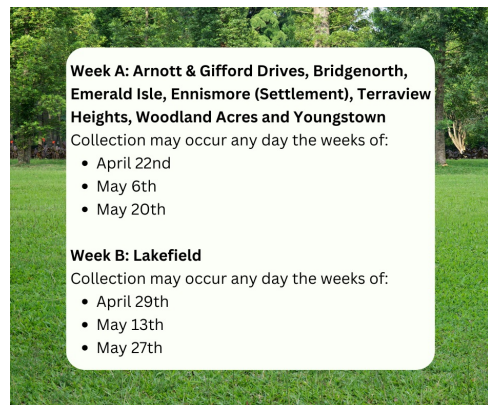 Week A: Arnott & Gifford Drives, Bridgenorth,
Emerald Isle, Ennismore (Settlement), Terraview
Heights, Woodland Acres and Youngstown
Collection may occur any day the weeks of:
• April 22nd
• May 6th
• May 20th
Week B: Lakefield
Collection may occur any day the weeks of:
• April 29th
• May 13th
• May 27th